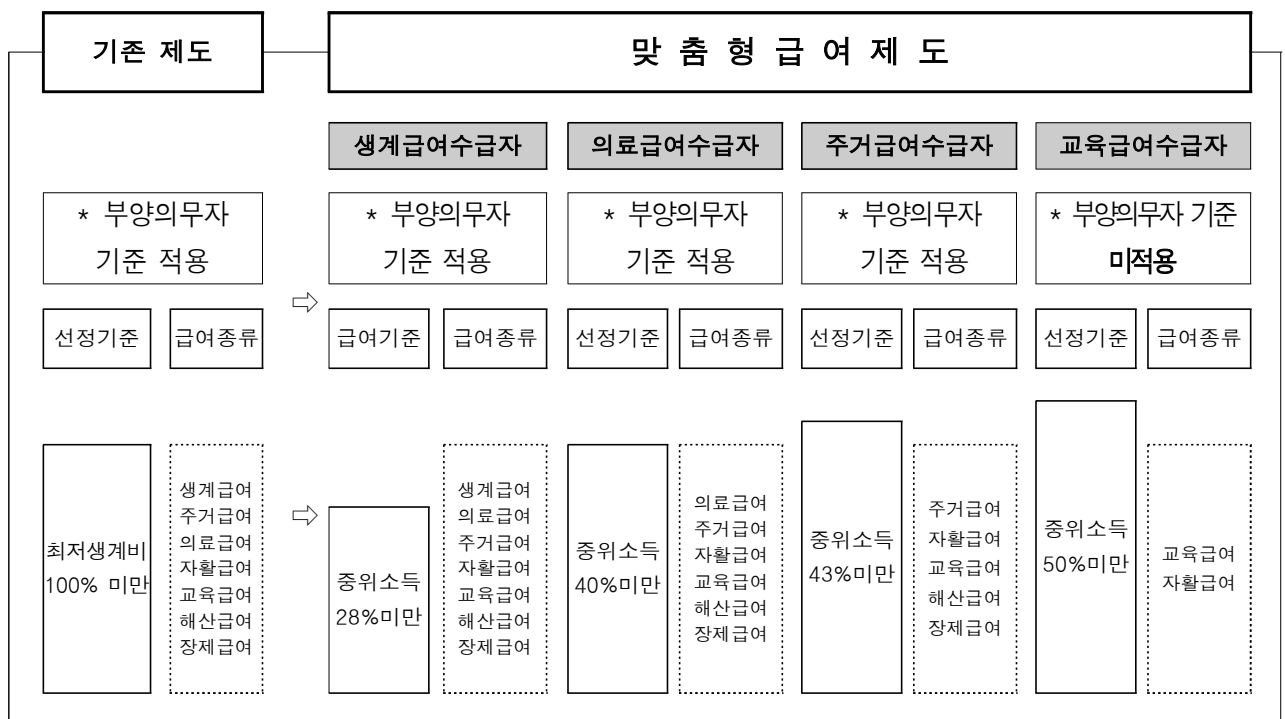 기존 제도
맞 춤 형 급 여 제 도
생계급여수급자
의료급여수급자
주거급여수급자
교육급여수급자
* 부양의무자
기준 적용
* 부양의무자
기준 적용
* 부양의무자
기준 적용
* 부양의무자
기준 적용
* 부양의무자 기준
미적용
⇨
선정기준
급여종류
급여기준
급여종류
선정기준
급여종류
선정기준
급여종류
선정기준
급여종류
최저생계비
100% 미만
생계급여
주거급여
의료급여
자활급여
교육급여
해산급여
장제급여
⇨
중위소득
28%미만
생계급여
의료급여
주거급여
자활급여
교육급여
해산급여
장제급여
중위소득
40%미만
의료급여
주거급여
자활급여
교육급여
해산급여
장제급여
중위소득
43%미만
주거급여
자활급여
교육급여
해산급여
장제급여
중위소득
50%미만
교육급여
자활급여